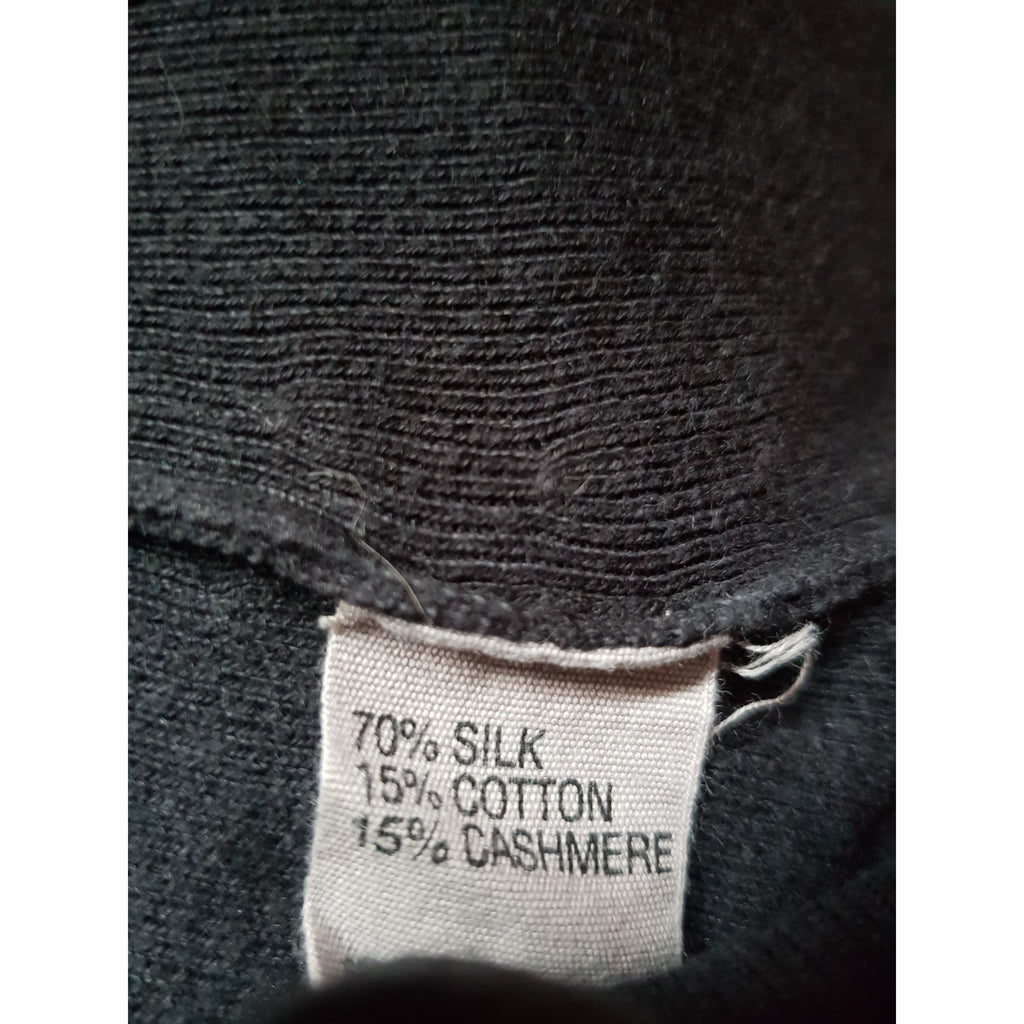 70% SILK
15% COTTON
15% CASHMERE